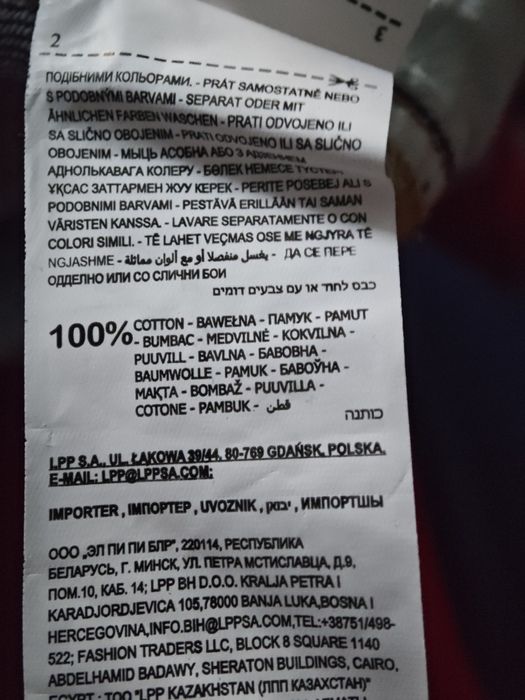 2
3
ПОДІБНИМИ КОЛЬОРАМИ. - PRÁT SAMOSTATNĚ NEBO
S PODOBNÝMI BARVAMI - SEPARAT ODER MIT
ÄHNLICHEN FARBEN WASCHEN - PRATI ODVOJENO ILI
SA SLIČNO OBOJENIM - PRATI ODVOJENO ILI SA SLIČNO
OBOJENIM - МЫЦЬ АСОБНА АБО З
АДНОЛЬКАВАГА КОЛЕРУ - БӨЛЕК НЕМЕСЕ
ҰҚСАС ЗАТТАРМЕН ЖУУ КЕРЕК - PERITE POSEBEJ ALI S
PODOBNIMI BARVAMI - PESTÄVÄ ERILLÄÄN TAI SAMAN
VÄRISTEN KANSSA. - LAVARE SEPARATAMENTE O CON
COLORI SIMILI. - TË LAHET VEÇMAS OSE ME NGJYRA TË
NGJASHME - يغسل منفصلا أو مع ألوان مماثلة - ДА СЕ ПЕРЕ
ОДДЕЛНО ИЛИ СО СЛИЧНИ БОИ
כבס לחוד או עם צבעים דומים
100% COTTON - BAWEŁNA - ПАМУК - PAMUT
- BUMBAC - MEDVILNĖ - KOKVILNA -
PUUVILL - BAVLNA - БАВОВНА -
BAUMWOLLE - PAMUK - БАВОЎНА -
МАҚТА - BOMBAŽ - PUUVILLA -
COTONE - PAMBUK - قطن
כותנה
LPP S.A., UL. ŁĄKOWA 39/44, 80-769 GDAŃSK, POLSKA.
E-MAIL: LPP@LPPSA.COM;
IMPORTER , ІМПОРТЕР , UVOZNIK , יבואן , ИМПОРТШЫ
ООО „ЭЛ ПИ ПИ БЛР", 220114, РЕСПУБЛИКА
БЕЛАРУСЬ, Г. МИНСК, УЛ. ПЕТРА МСТИСЛАВЦА, Д.9,
ПОМ.10, КАБ. 14; LPP BH D.O.O. KRALJA PETRA I
KARADJORDJEVICA 105,78000 BANJA LUKA,BOSNA I
HERCEGOVINA,INFO.BIH@LPPSA.COM,TEL:+38751/498-
522; FASHION TRADERS LLC, BLOCK 8 SQUARE 1140
ABDELHAMID BADAWY, SHERATON BUILDINGS, CAIRO,
EGYPT ; ТОО "LPP KAZAKHSTAN (ЛПП КАЗАХСТАН)"